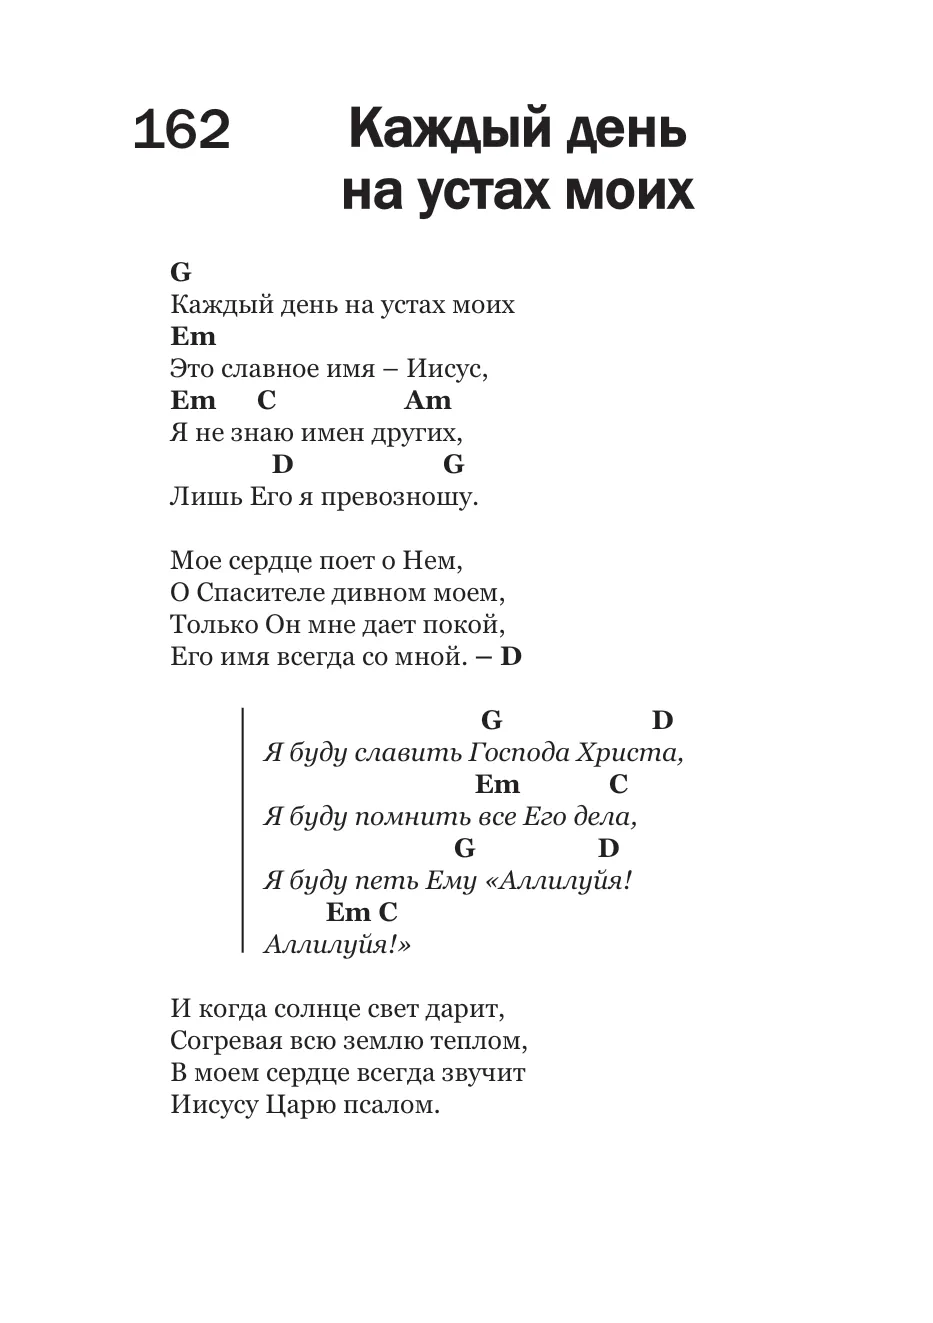 162
Каждый день
на устах моих
G
Каждый день на устах моих
Em
Это славное имя – Иисус,
Em C Am
Я не знаю имен других,
D G
Лишь Его я превозношу.
Мое сердце поет о Нем,
О Спасителе дивном моем,
Только Он мне дает покой,
Его имя всегда со мной. – D
G D
Я буду славить Господа Христа,
Em C
Я буду помнить все Его дела,
G D
Я буду петь Ему «Аллилуйя!
Em C
Аллилуйя!»
И когда солнце свет дарит,
Согревая всю землю теплом,
В моем сердце всегда звучит
Иисусу Царю псалом.